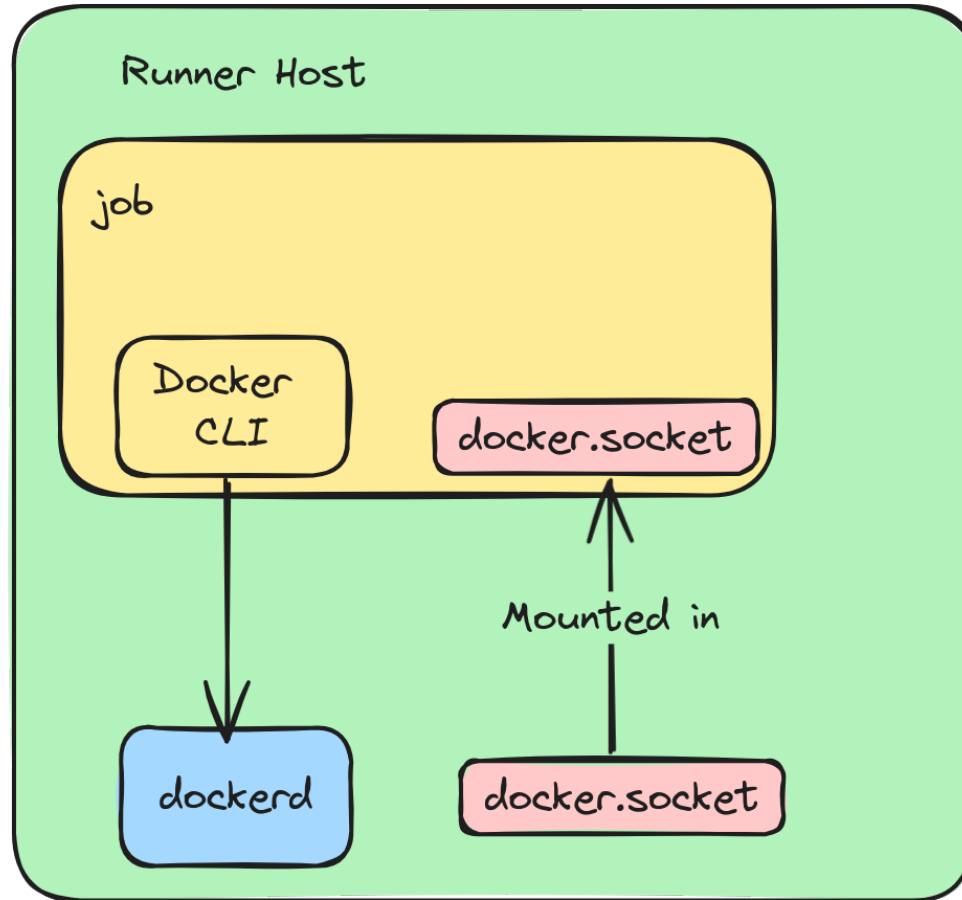 Runner Host
job
Docker
CLI
docker.socket
Mounted in
dockerd
docker.socket